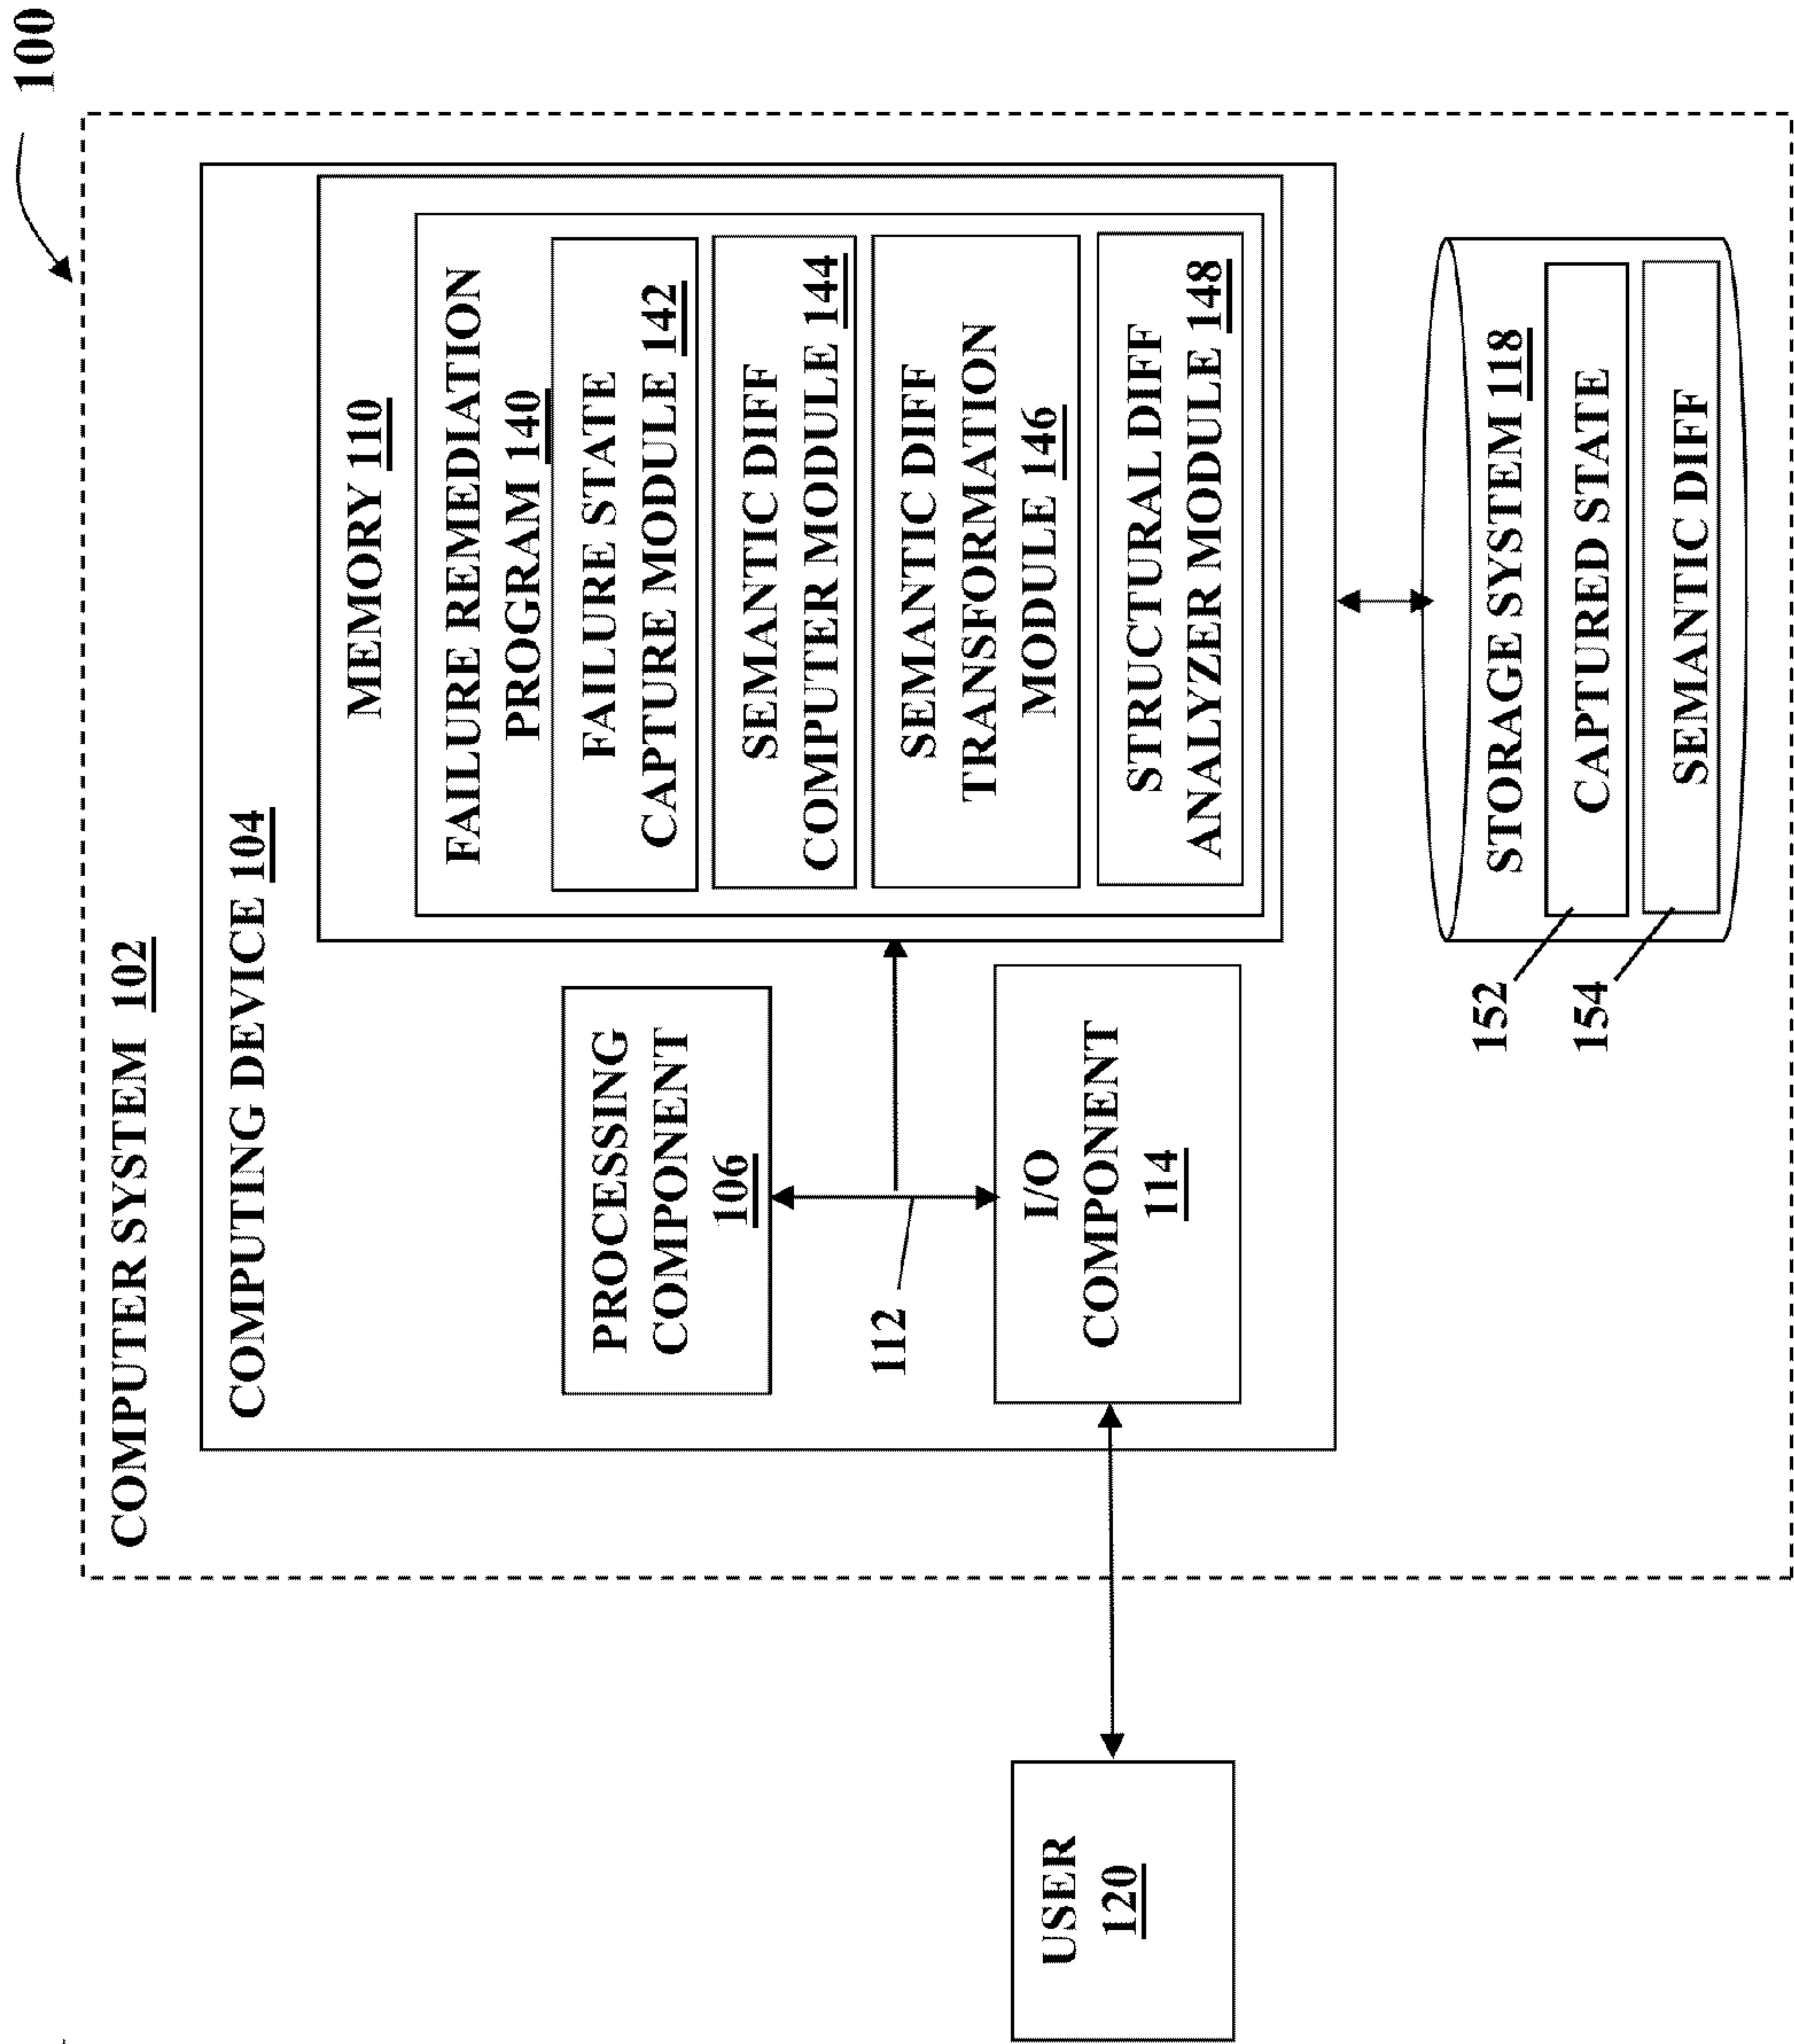 100
COMPUTER SYSTEM 102
COMPUTING DEVICE 104
MEMORY 110
FAILURE REMEDIATION
PROGRAM 140
FAILURE STATE
CAPTURE MODULE 142
SEMANTIC DIFF
COMPUTER MODULE 144
SEMANTIC DIFF
TRANSFORMATION
MODULE 146
STRUCTURAL DIFF
ANALYZER MODULE 148
PROCESSING
COMPONENT
106
112
I/O
COMPONENT
114
USER
120
STORAGE SYSTEM 118
CAPTURED STATE
152
SEMANTIC DIFF
154